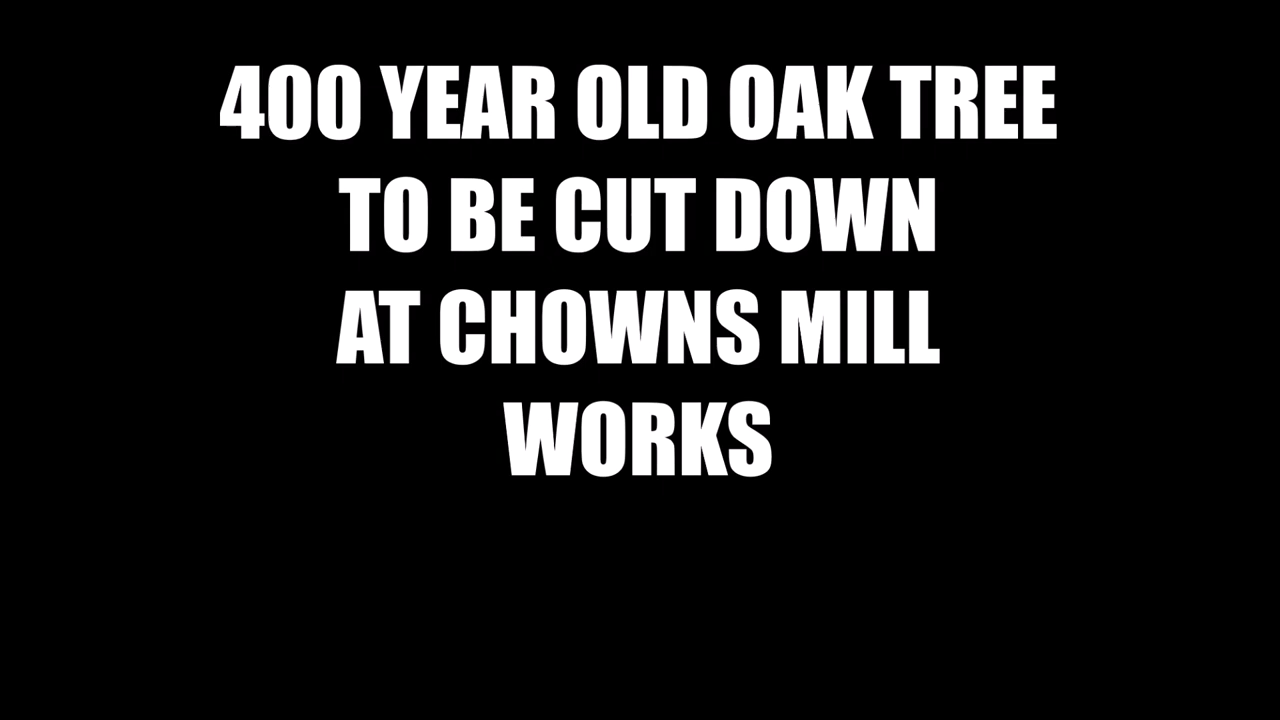 400 YEAR OLD OAK TREE
TO BE CUT DOWN
AT CHOWNS MILL
WORKS